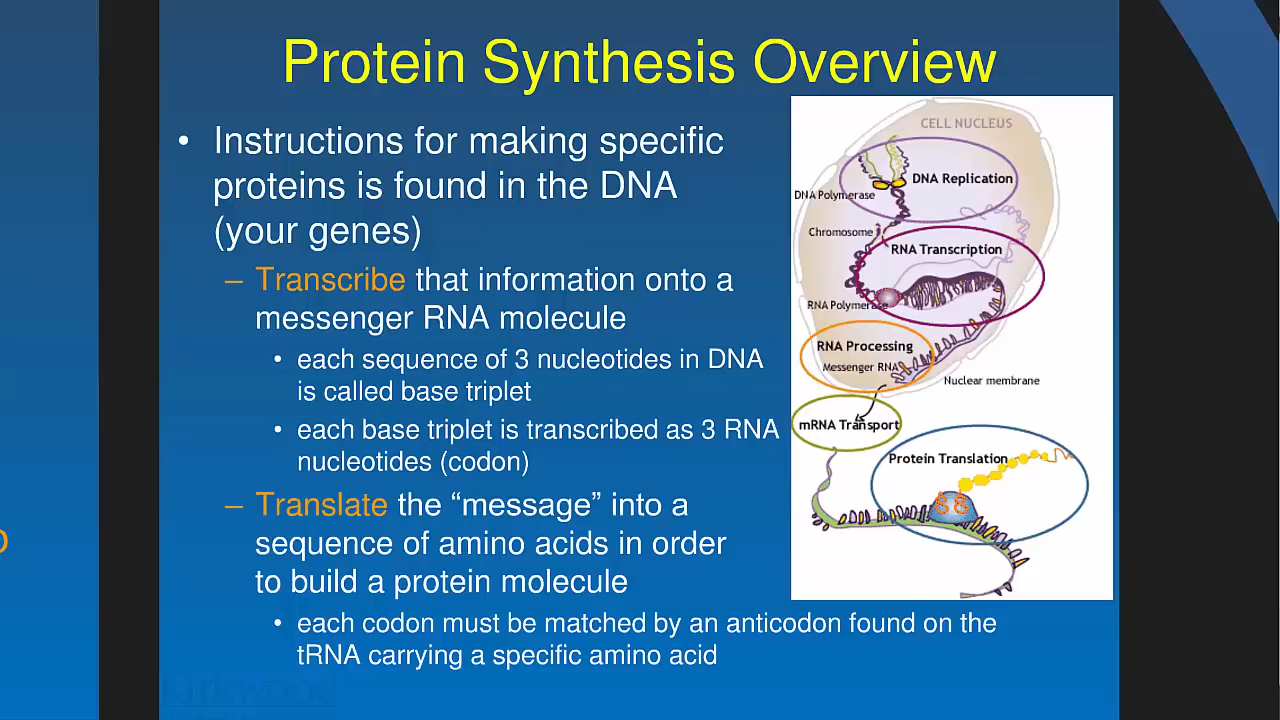 Protein Synthesis Overview
• Instructions for making specific
proteins is found in the DNA
(your genes)
– Transcribe that information onto a
messenger RNA molecule
• each sequence of 3 nucleotides in DNA
is called base triplet
• each base triplet is transcribed as 3 RNA
nucleotides (codon)
– Translate the “message” into a
sequence of amino acids in order
to build a protein molecule
• each codon must be matched by an anticodon found on the
tRNA carrying a specific amino acid
CELL NUCLEUS
DNA Replication
DNA Polymerase
Chromosome
RNA Transcription
RNA Polymerase
RNA Processing
Messenger RNA
Nuclear membrane
mRNA Transport
Protein Translation
Kirkwood